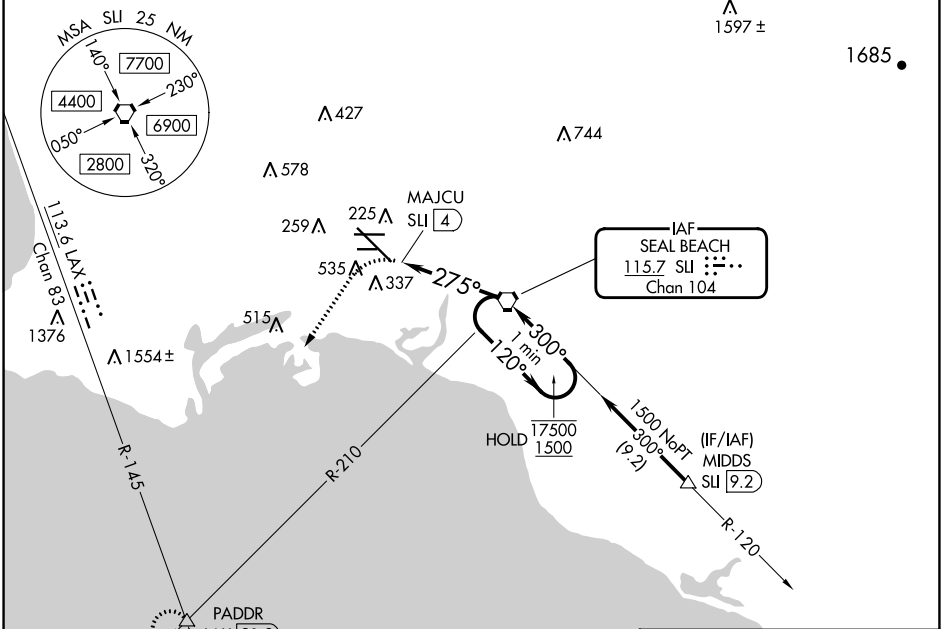 MSA SLI 25 NM
140°
7700
230°
4400
6900
050°
2800
320°
1597 ±
1685
427
744
578
MAJCU
SLI 4
259
225
IAF
SEAL BEACH
115.7 SLI
Chan 104
535
337
275°
113.6 LAX
Chan 83
515
1376
1554 ±
300°
1 min
120°
HOLD 17500
1500
1500 NoPT
300°
(9.2)
(IF/IAF)
MIDDS
SLI 9.2
R-145
R-210
R-120
PADDR